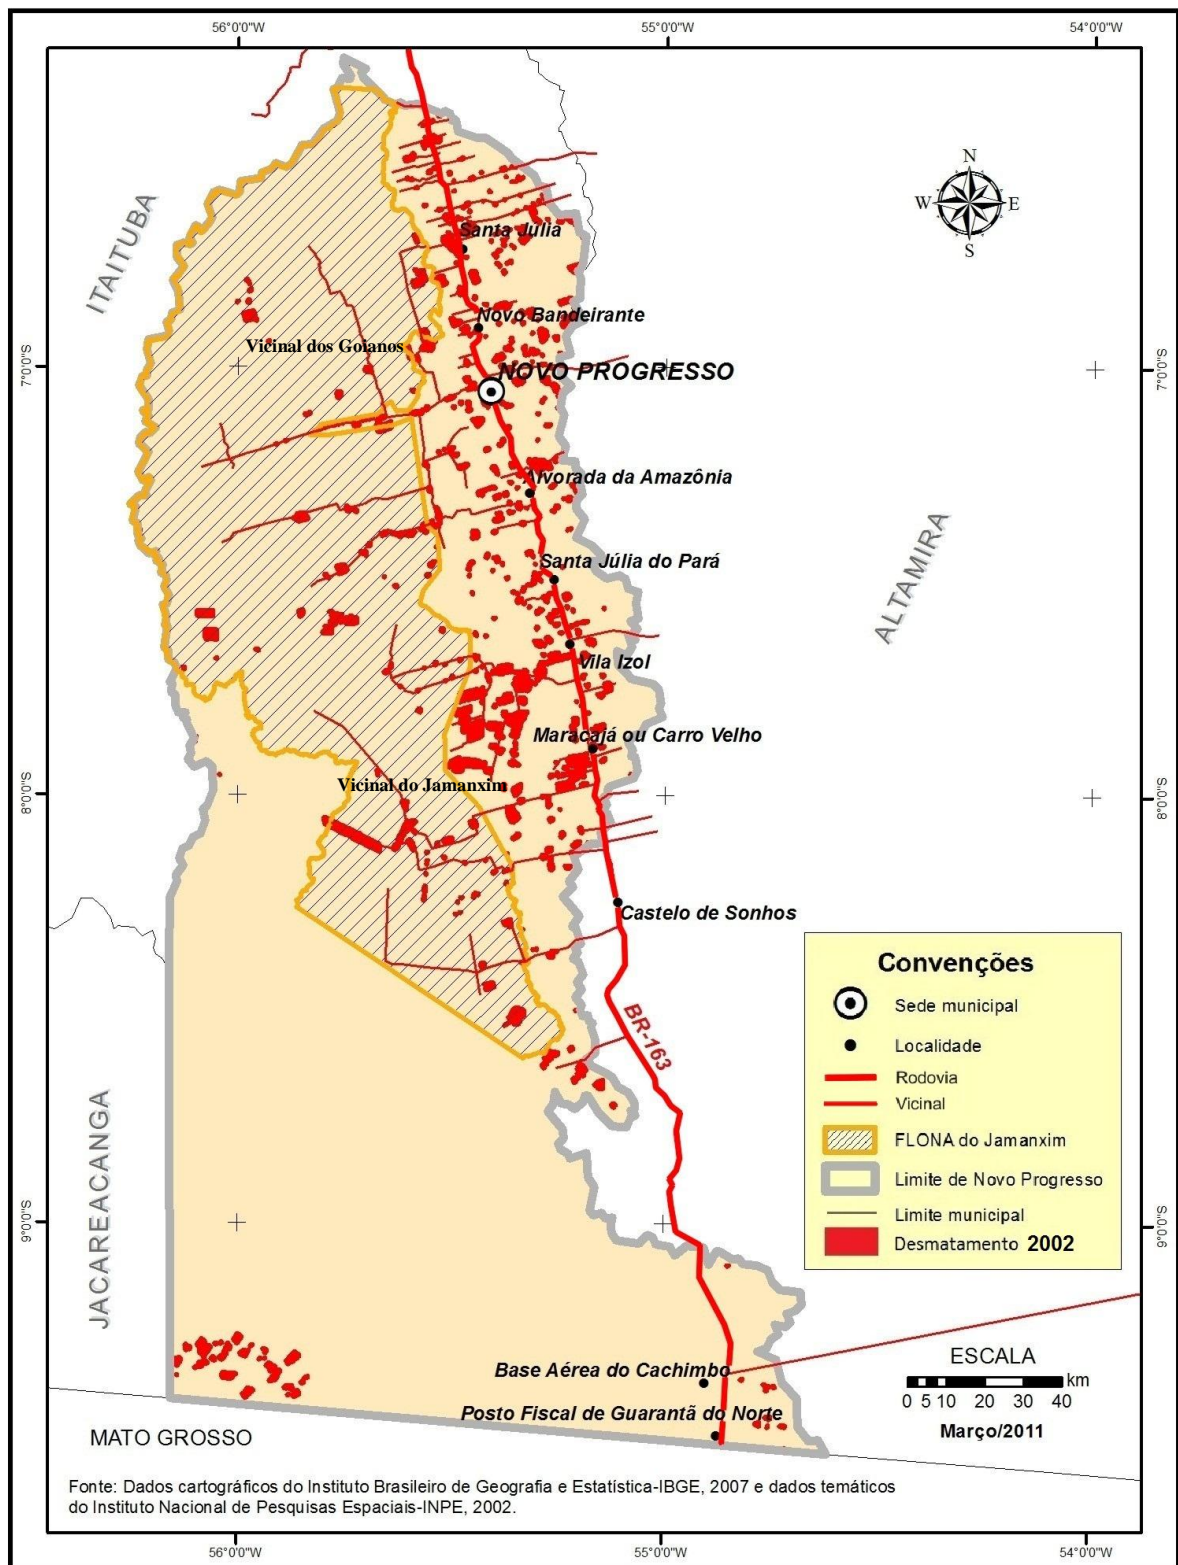 56°0'0"W
55°0'0"W
54°0'0"W
N
W
E
S
ITAITUBA
Santa Júlia
Novo Bandeirante
Vicinal dos Goianos
7°0'0"S
7°0'0"S
NOVO PROGRESSO
Alvorada da Amazônia
ALTAMIRA
Santa Júlia do Pará
Vila Izol
Maracajá ou Carro Velho
Vicinal do Jamanxim
8°0'0"S
8°0'0"S
Castelo de Sonhos
BR-163
Convenções
Sede municipal
Localidade
Rodovia
Vicinal
FLONA do Jamanxim
Limite de Novo Progresso
Limite municipal
Desmatamento 2002
JACAREACANGA
9°0'0"S
9°0'0"S
Base Aérea do Cachimbo
Posto Fiscal de Guarantã do Norte
ESCALA
km
0 5 10 20 30 40
Março/2011
MATO GROSSO
Fonte: Dados cartográficos do Instituto Brasileiro de Geografia e Estatística-IBGE, 2007 e dados temáticos
do Instituto Nacional de Pesquisas Espaciais-INPE, 2002.
56°0'0"W
55°0'0"W
54°0'0"W